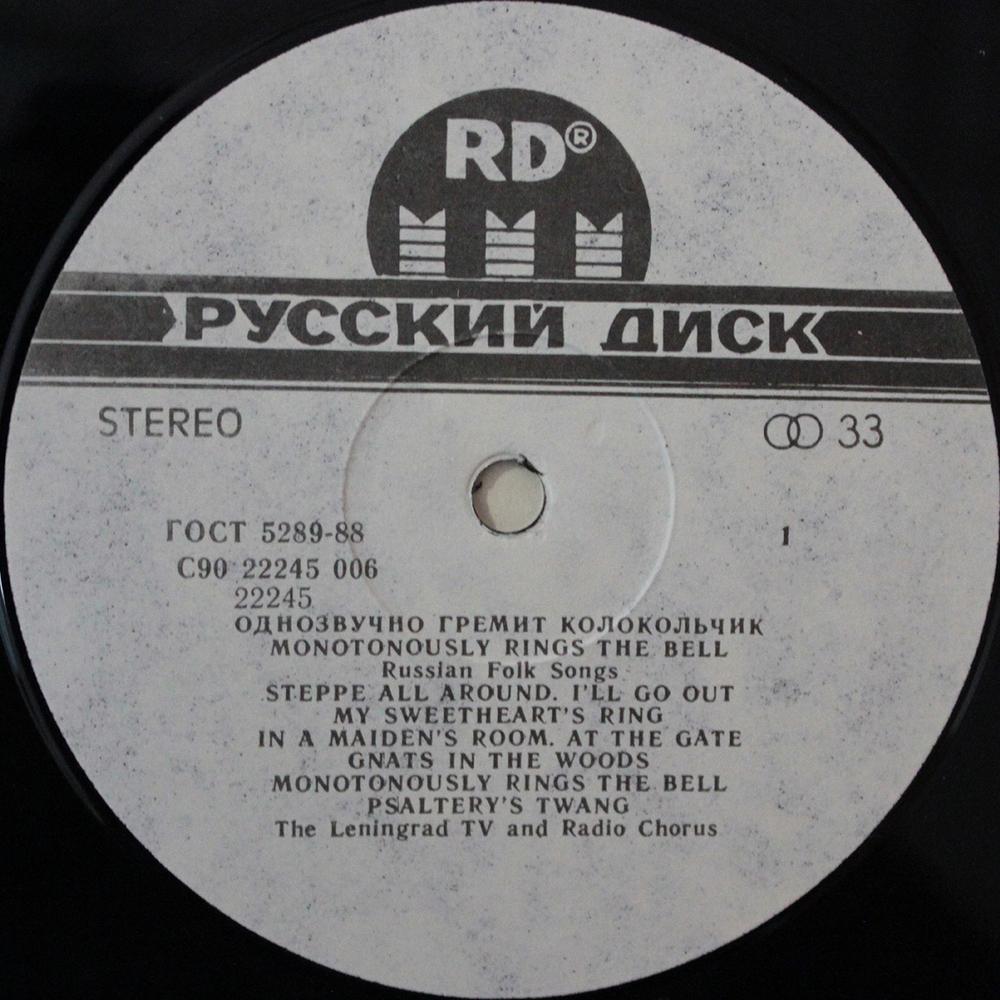 RD®
РУССКИЙ ДИСК
STEREO
33
ГОСТ 5289-88
1
С90 22245 006
22245
ОДНОЗВУЧНО ГРЕМИТ КОЛОКОЛЬЧИК
MONOTONOUSLY RINGS THE BELL
Russian Folk Songs
STEPPE ALL AROUND. I'LL GO OUT
MY SWEETHEART'S RING
IN A MAIDEN'S ROOM. AT THE GATE
GNATS IN THE WOODS
MONOTONOUSLY RINGS THE BELL
PSALTERY'S TWANG
The Leningrad TV and Radio Chorus